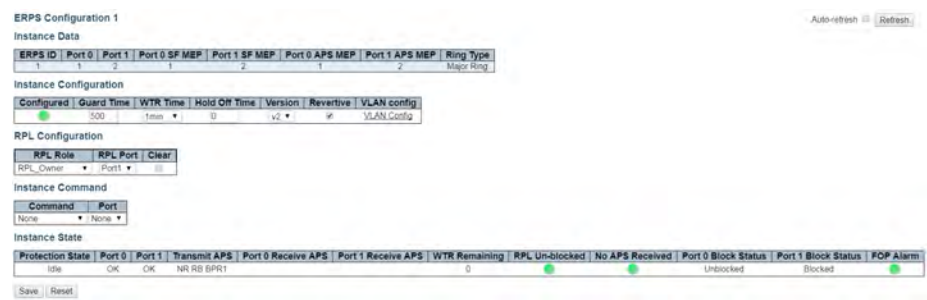 ERPS Configuration 1
Auto-refresh Refresh
Instance Data
ERPS ID Port 0 Port 1 Port 0 SF MEP Port 1 SF MEP Port 0 APS MEP Port 1 APS MEP Ring Type
1 1 2 1 2 1 2 Major Ring
Instance Configuration
Configured Guard Time WTR Time Hold Off Time Version Revertive VLAN config
500 1min 0 v2 VLAN Config
RPL Configuration
RPL Role RPL Port Clear
RPL_Owner Port1
Instance Command
Command Port
None None
Instance State
Protection State Port 0 Port 1 Transmit APS Port 0 Receive APS Port 1 Receive APS WTR Remaining RPL Un-blocked No APS Received Port 0 Block Status Port 1 Block Status FOP Alarm
Idle OK OK NR RB BPR1 0 Unblocked Blocked
Save Reset